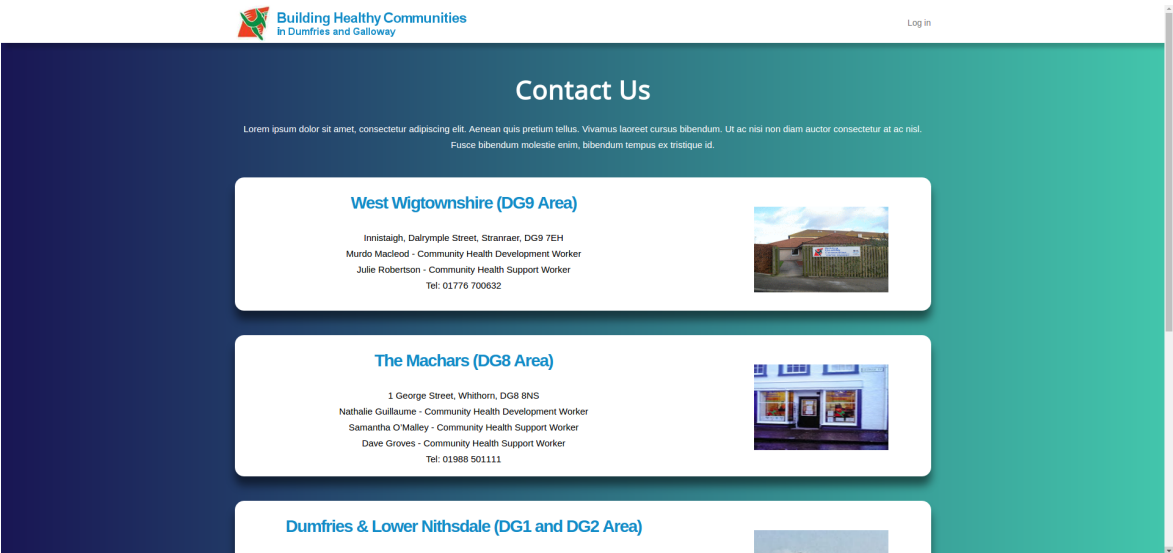 Building Healthy Communities
in Dumfries and Galloway
Log in
Contact Us
Lorem ipsum dolor sit amet, consectetur adipiscing elit. Aenean quis pretium tellus. Vivamus laoreet cursus bibendum. Ut ac nisi non diam auctor consectetur at ac nisl.
Fusce bibendum molestie enim, bibendum tempus ex tristique id.
West Wigtownshire (DG9 Area)
Innistaigh, Dalrymple Street, Stranraer, DG9 7EH
Murdo Macleod - Community Health Development Worker
Julie Robertson - Community Health Support Worker
Tel: 01776 700632
The Machars (DG8 Area)
1 George Street, Whithorn, DG8 8NS
Nathalie Guillaume - Community Health Development Worker
Samantha O'Malley - Community Health Support Worker
Dave Groves - Community Health Support Worker
Tel: 01988 501111
Dumfries & Lower Nithsdale (DG1 and DG2 Area)